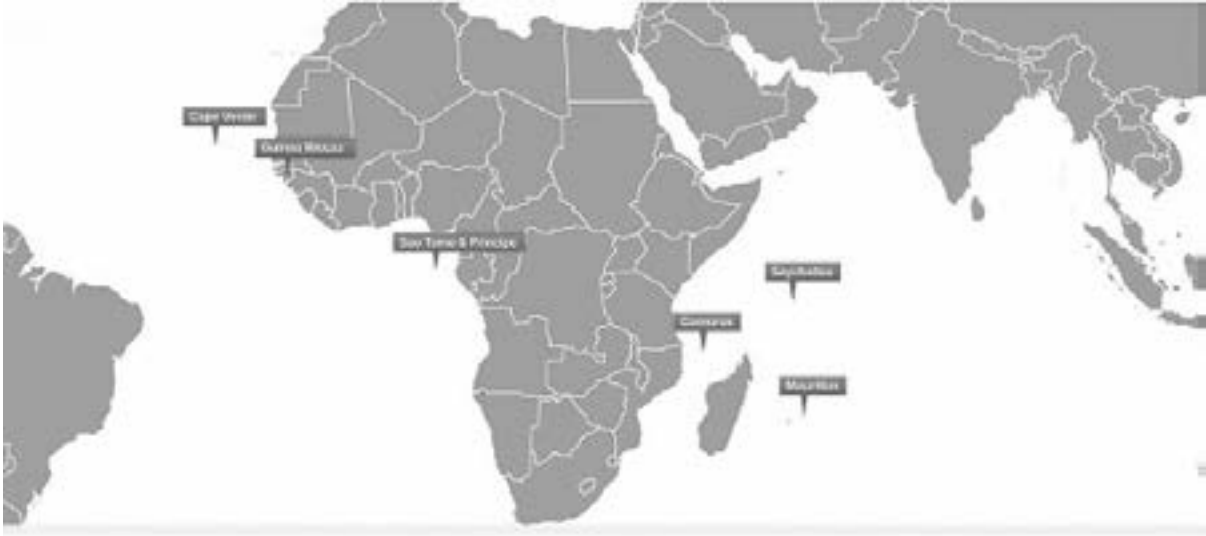 Cape Verde
Guinea Bissau
Sao Tome & Principe
Seychelles
Comoros
Mauritius